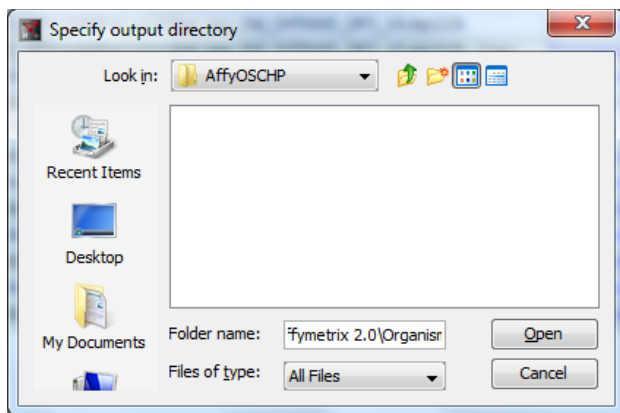 Specify output directory
Look in:
AffyOSCHP
Recent Items
Desktop
My Documents
Folder name:
fymetrix 2.0\Organisr
Open
Files of type:
All Files
Cancel